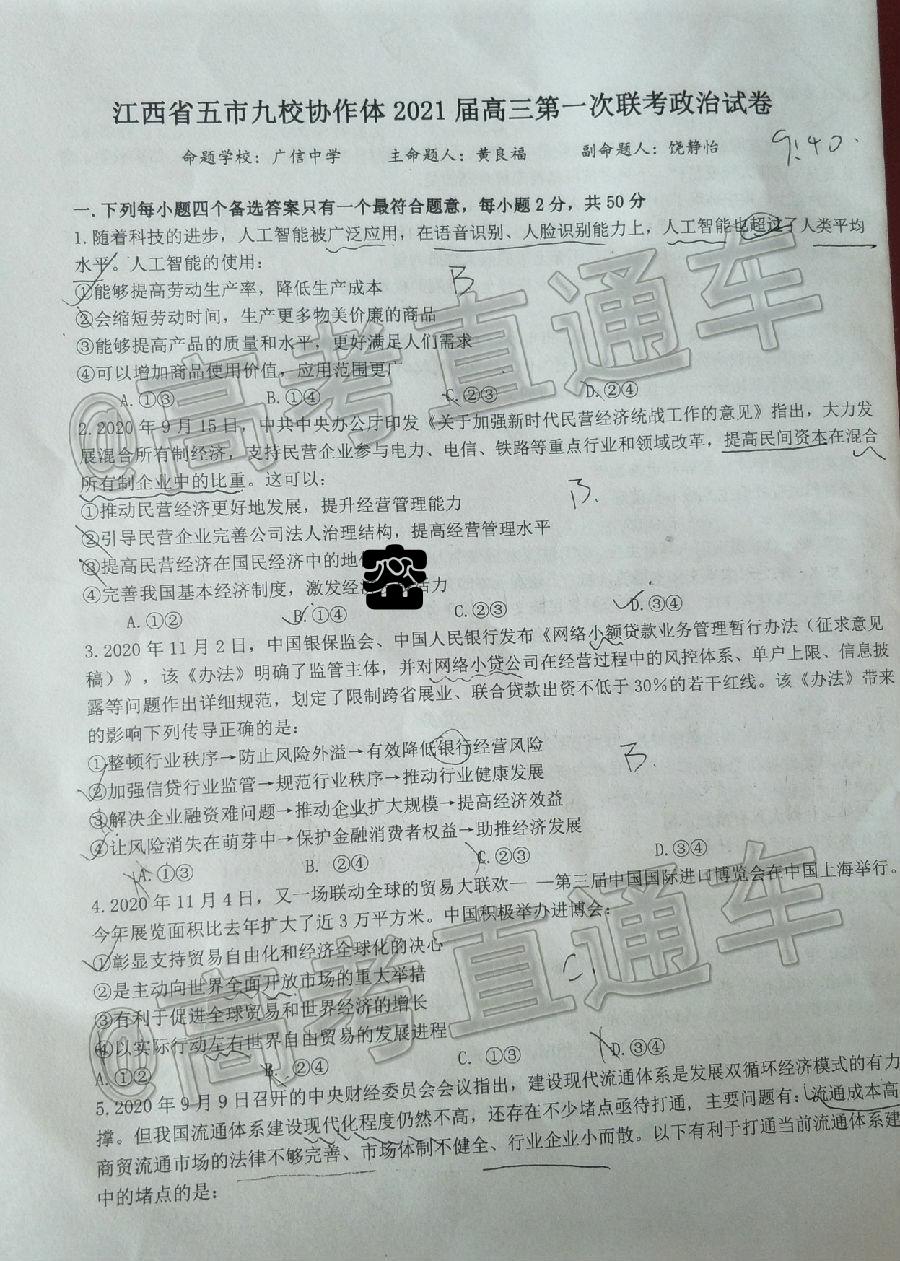 江西省五市九校协作体 2021 届高三第一次联考政治试卷
命题学校：广信中学 主命题人：黄良福 副命题人：饶静怡
9:40.
一.下列每小题四个备选答案只有一个最符合题意，每小题2分，共50分
1.随着科技的进步，人工智能被广泛应用，在语音识别、人脸识别能力上，人工智能也超过了人类平均
水平。人工智能的使用：
B
①能够提高劳动生产率，降低生产成本
②会缩短劳动时间，生产更多物美价廉的商品
③能够提高产品的质量和水平，更好满足人们需求
④可以增加商品使用价值，应用范围更广
A.①③ B.①④ C.②③ D.②④
2.2020年9月15日，中共中央办公厅印发《关于加强新时代民营经济统战工作的意见》指出，大力发
展混合所有制经济，支持民营企业参与电力、电信、铁路等重点行业和领域改革，提高民间资本在混合
所有制企业中的比重。这可以：
B.
①推动民营经济更好地发展，提升经营管理能力
②引导民营企业完善公司法人治理结构，提高经营管理水平
③提高民营经济在国民经济中的地
④完善我国基本经济制度，激发经 活力
A.①② B.①④ C.②③ D.③④
3.2020年11月2日，中国银保监会、中国人民银行发布《网络小额贷款业务管理暂行办法（征求意见
稿）》，该《办法》明确了监管主体，并对网络小贷公司在经营过程中的风控体系、单户上限、信息披
露等问题作出详细规范，划定了限制跨省展业、联合贷款出资不低于30%的若干红线。该《办法》带来
的影响下列传导正确的是：
①整顿行业秩序→防止风险外溢→有效降低银行经营风险
B.
②加强信贷行业监管→规范行业秩序→推动行业健康发展
③解决企业融资难问题→推动企业扩大规模→提高经济效益
④让风险消失在萌芽中→保护金融消费者权益→助推经济发展
A.①③ B. ②④ C.②③ D.③④
4.2020年11月4日，又一场联动全球的贸易大联欢— —第三届中国国际进口博览会在中国上海举行。
今年展览面积比去年扩大了近3万平方米。中国积极举办进博会：
①彰显支持贸易自由化和经济全球化的决心
C
②是主动向世界全面开放市场的重大举措
③有利于促进全球贸易和世界经济的增长
④以实际行动左右世界自由贸易的发展进程
A.①② B. ②④ C. ①③ D.③④
5.2020年9月9日召开的中央财经委员会会议指出，建设现代流通体系是发展双循环经济模式的有力
撑。但我国流通体系建设现代化程度仍然不高，还存在不少堵点亟待打通，主要问题有：流通成本高
商贸流通市场的法律不够完善、市场体制不健全、行业企业小而散。以下有利于打通当前流通体系建
中的堵点的是：
@高考直通车
@高考直通车